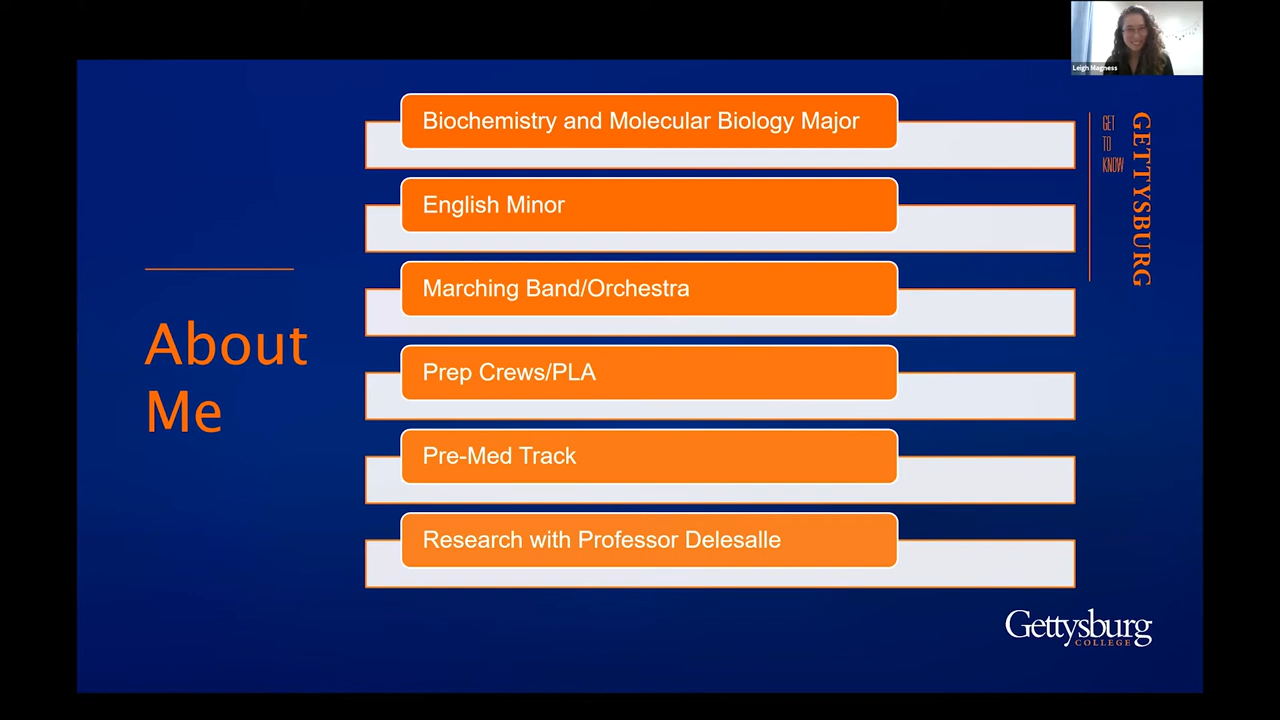 Leigh Magness
Biochemistry and Molecular Biology Major
English Minor
Marching Band/Orchestra
Prep Crews/PLA
Pre-Med Track
Research with Professor Delesalle
About
Me
GET
TO
KNOW
GETTYSBURG
Gettysburg
COLLEGE